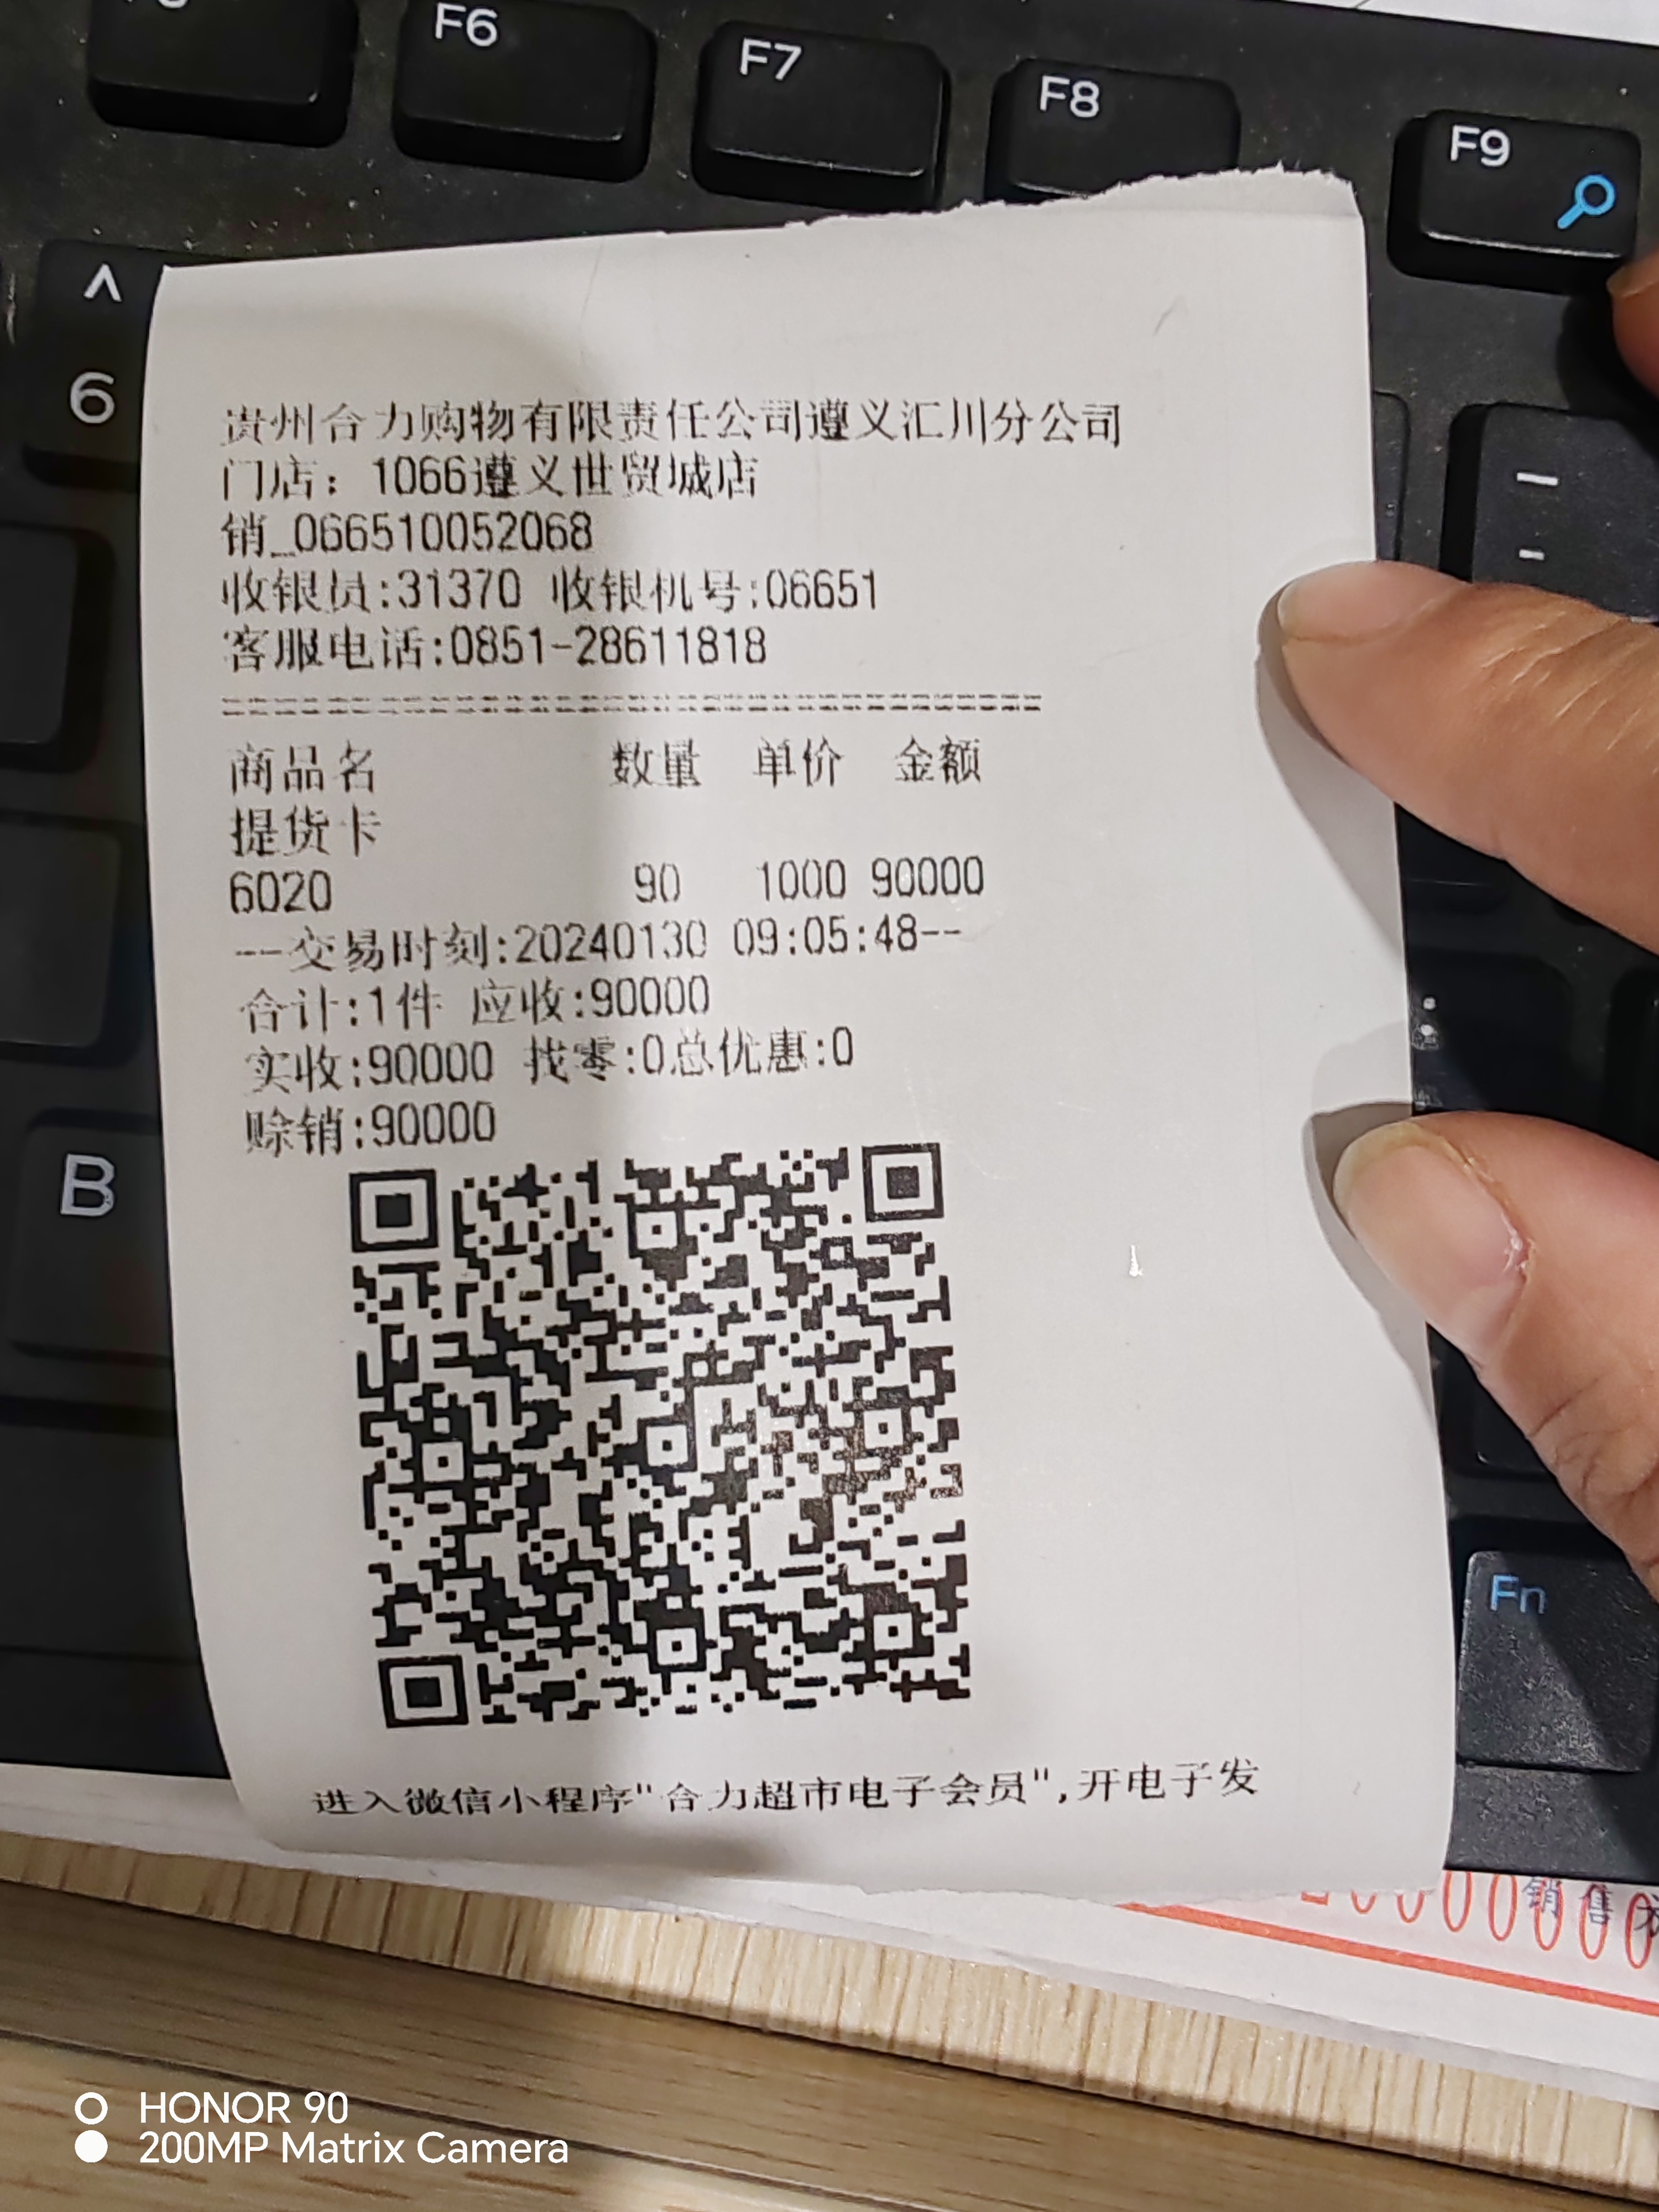 F6
F7
F8
F9
^
6
贵州合力购物有限责任公司遵义汇川分公司
门店：1066遵义世贸城店
销_066510052068
收银员:31370 收银机号:06651
客服电话:0851-28611818
商品名 数量 单价 金额
提货卡
6020 90 1000 90000
--交易时刻:20240130 09:05:48--
合计:1件 应收:90000
实收:90000 找零:0总优惠:0
赊销:90000
B
Fn
进入微信小程序"合力超市电子会员",开电子发
销售
HONOR 90
200MP Matrix Camera